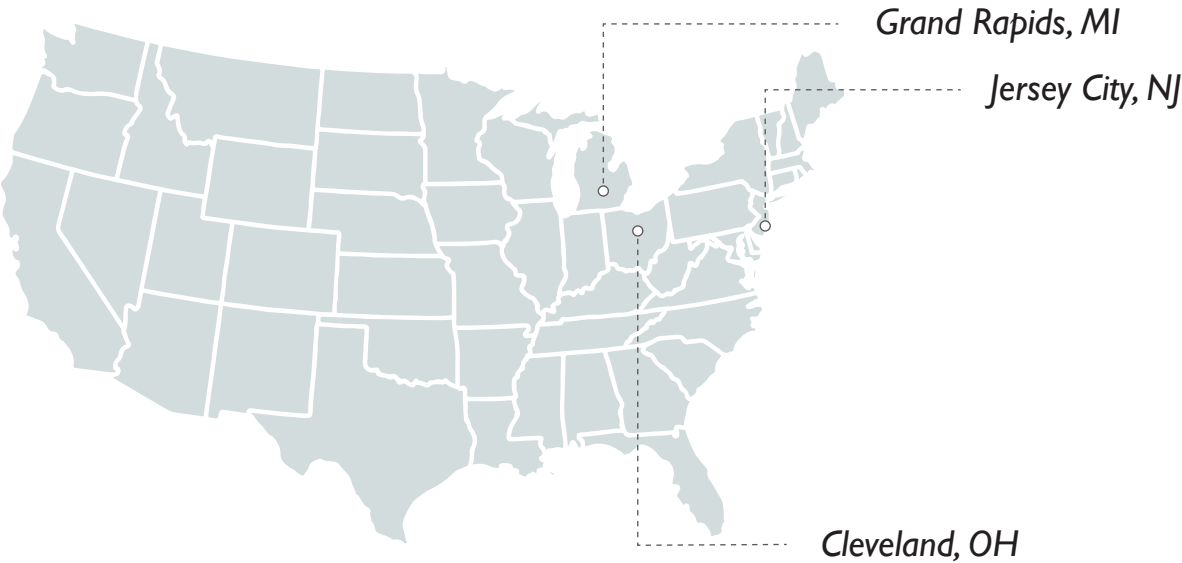 Grand Rapids, MI
Jersey City, NJ
Cleveland, OH